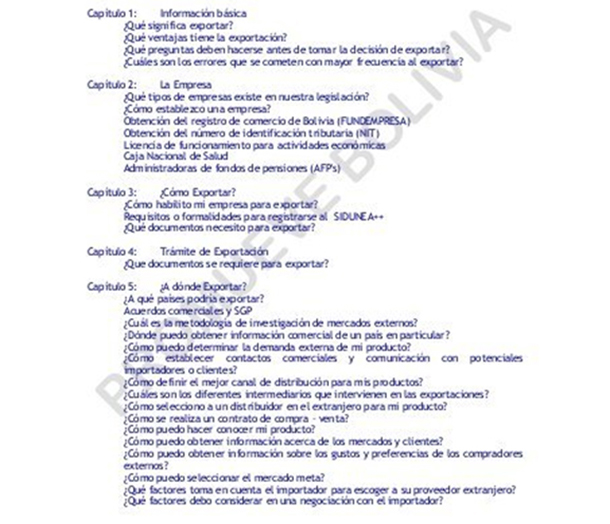 Capítulo 1: Información básica
¿Qué significa exportar?
¿Qué ventajas tiene la exportación?
¿Qué preguntas deben hacerse antes de tomar la decisión de exportar?
¿Cuáles son los errores que se cometen con mayor frecuencia al exportar?
Capítulo 2: La Empresa
¿Qué tipos de empresas existe en nuestra legislación?
¿Cómo establezco una empresa?
Obtención del registro de comercio de Bolivia (FUNDEMPRESA)
Obtención del número de identificación tributaria (NIT)
Licencia de funcionamiento para actividades económicas
Caja Nacional de Salud
Administradoras de fondos de pensiones (AFP's)
Capítulo 3: ¿Cómo Exportar?
¿Cómo habilito mi empresa para exportar?
Requisitos o formalidades para registrarse al SIDUNEA++
¿Qué documentos necesito para exportar?
Capítulo 4: Trámite de Exportación
¿Que documentos se requiere para exportar?
Capítulo 5: ¿A dónde Exportar?
¿A qué países podría exportar?
Acuerdos comerciales y SGP
¿Cuál es la metodología de investigación de mercados externos?
¿Dónde puedo obtener información comercial de un país en particular?
¿Cómo puedo determinar la demanda externa de mi producto?
¿Cómo establecer contactos comerciales y comunicación con potenciales
importadores o clientes?
¿Cómo definir el mejor canal de distribución para mis productos?
¿Cuáles son los diferentes intermediarios que intervienen en las exportaciones?
¿Cómo selecciono a un distribuidor en el extranjero para mi producto?
¿Cómo se realiza un contrato de compra - venta?
¿Cómo puedo hacer conocer mi producto?
¿Cómo puedo obtener información acerca de los mercados y clientes?
¿Cómo puedo obtener información sobre los gustos y preferencias de los compradores
externos?
¿Cómo puedo seleccionar el mercado meta?
¿Qué factores toma en cuenta el importador para escoger a su proveedor extranjero?
¿Qué factores debo considerar en una negociación con el importador?
PROMUEVE BOLIVIA